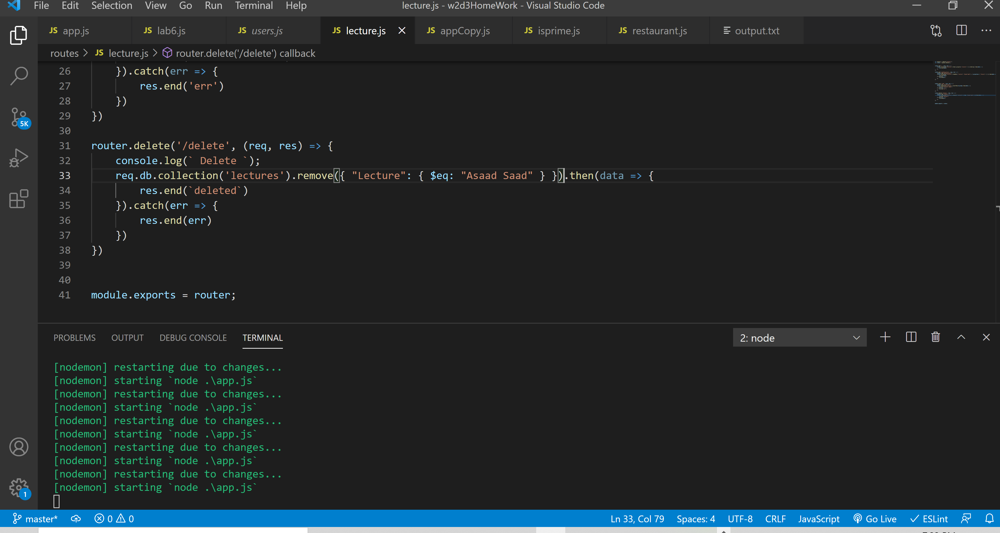 File Edit Selection View Go Run Terminal Help lecture.js - w2d3HomeWork - Visual Studio Code
JS app.js JS lab6.js JS users.js JS lecture.js JS appCopy.js JS isprime.js JS restaurant.js output.txt
routes > JS lecture.js > router.delete('/delete') callback
26 }).catch(err => {
27 res.end('err')
28 })
29 })
30
31 router.delete('/delete', (req, res) => {
32 console.log(` Delete `);
33 req.db.collection('lectures').remove({ "Lecture": { $eq: "Asaad Saad" } }).then(data => {
34 res.end(`deleted`)
35 }).catch(err => {
36 res.end(err)
37 })
38 })
39
40
41 module.exports = router;
5K
PROBLEMS OUTPUT DEBUG CONSOLE TERMINAL 2: node
[nodemon] restarting due to changes...
[nodemon] starting `node .\app.js`
[nodemon] restarting due to changes...
[nodemon] starting `node .\app.js`
[nodemon] restarting due to changes...
[nodemon] starting `node .\app.js`
[nodemon] restarting due to changes...
[nodemon] starting `node .\app.js`
[nodemon] restarting due to changes...
[nodemon] starting `node .\app.js`
1
master* 0 0 Ln 33, Col 79 Spaces: 4 UTF-8 CRLF JavaScript Go Live ESLint